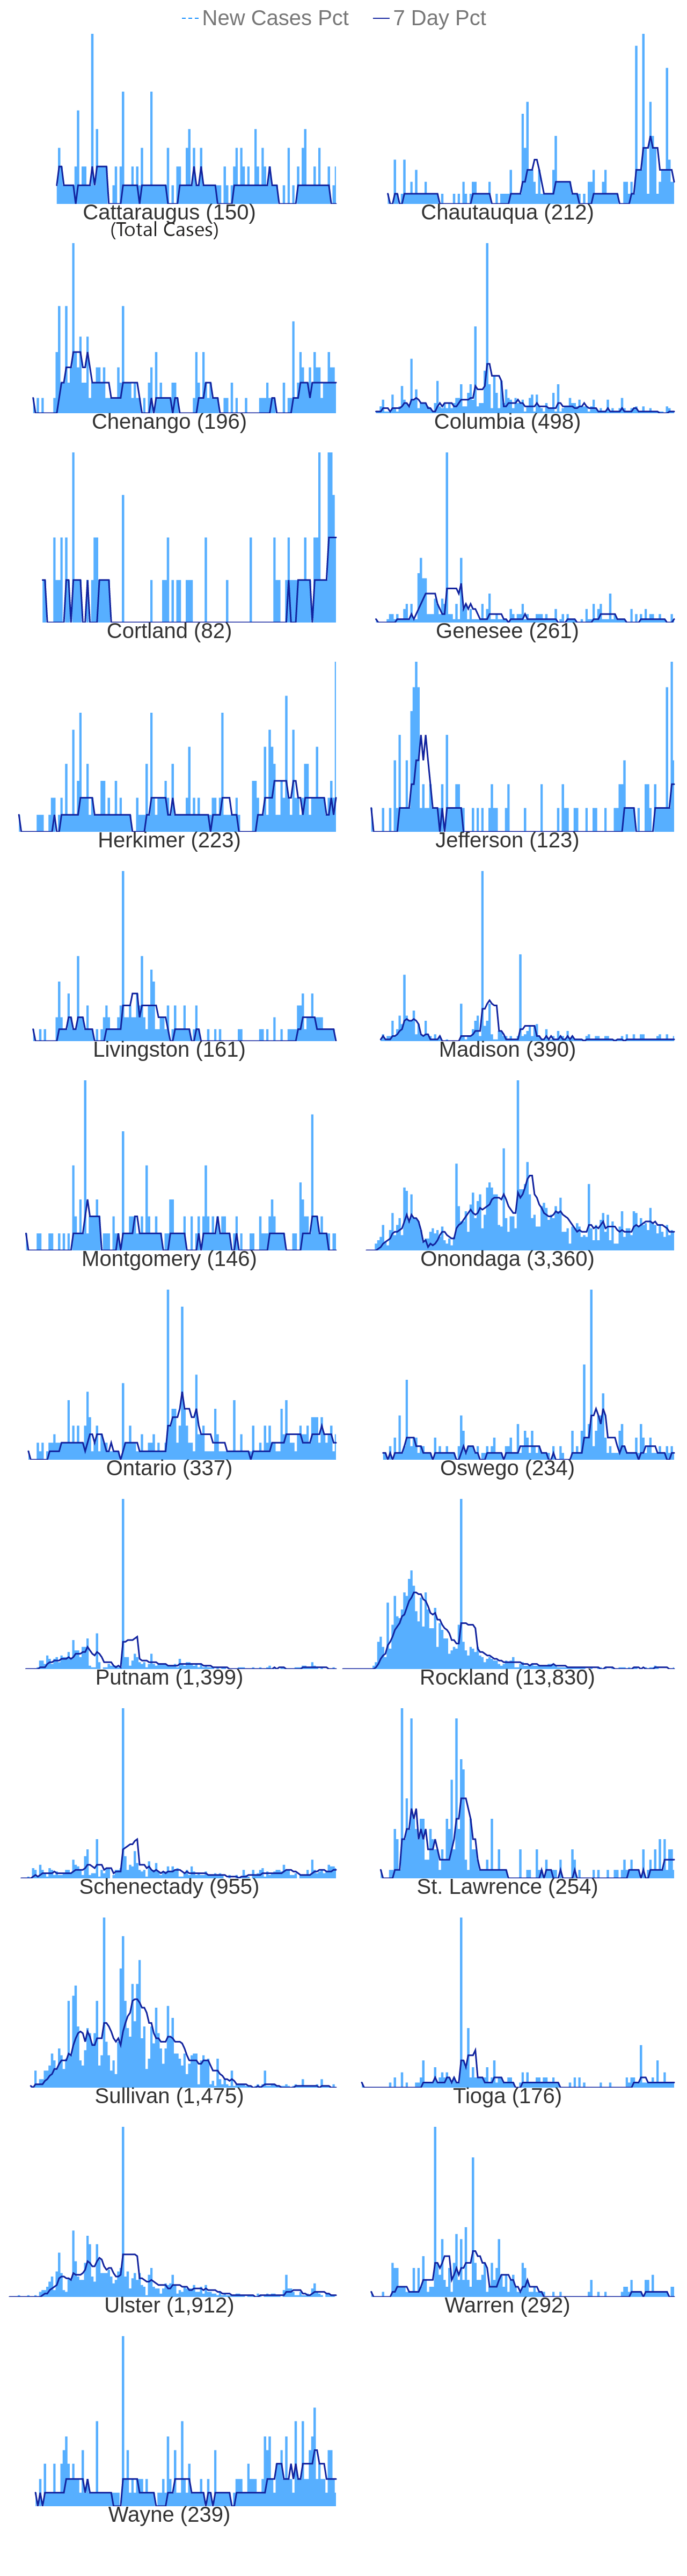 New Cases Pct 7 Day Pct
Cattaraugus (150) Chautauqua (212)
(Total Cases)
Chenango (196) Columbia (498)
Cortland (82) Genesee (261)
Herkimer (223) Jefferson (123)
Livingston (161) Madison (390)
Montgomery (146) Onondaga (3,360)
Ontario (337) Oswego (234)
Putnam (1,399) Rockland (13,830)
Schenectady (955) St. Lawrence (254)
Sullivan (1,475) Tioga (176)
Ulster (1,912) Warren (292)
Wayne (239)